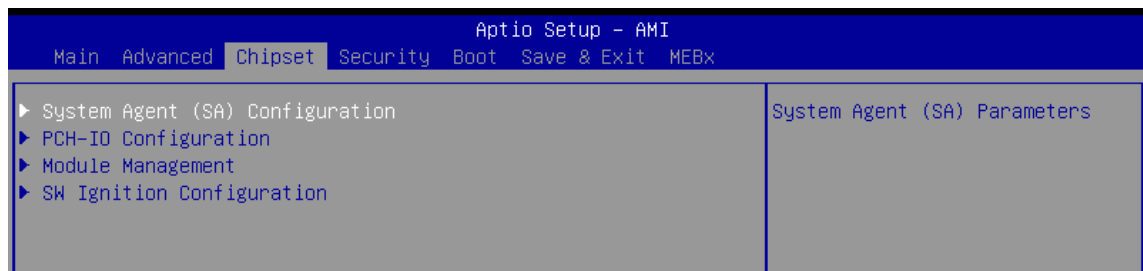 Aptio Setup – AMI
Main Advanced Chipset Security Boot Save & Exit MEBx
System Agent (SA) Configuration
PCH-IO Configuration
Module Management
SW Ignition Configuration
System Agent (SA) Parameters